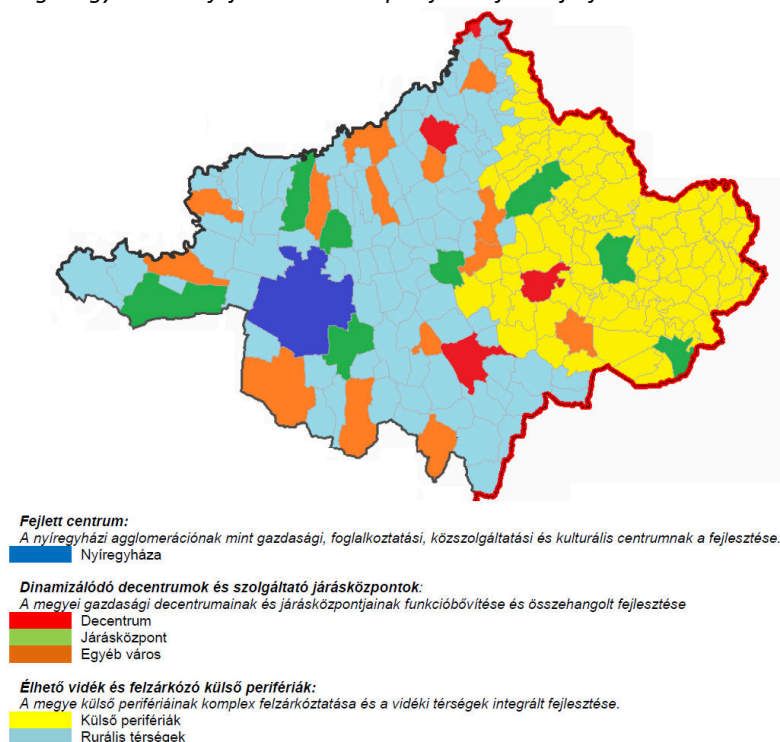 Fejlett centrum:
A nyíregyházi agglomerációnak mint gazdasági, foglalkoztatási, közszolgáltatási és kulturális centrumnak a fejlesztése.
Nyíregyháza
Dinamizálódó decentrumok és szolgáltató járásközpontok:
A megyei gazdasági decentrumainak és járásközpontjainak funkcióbővítése és összehangolt fejlesztése
Decentrum
Járásközpont
Egyéb város
Élhető vidék és felzárkózó külső perifériák:
A megye külső perifériáinak komplex felzárkóztatása és a vidéki térségek integrált fejlesztése.
Külső perifériák
Rurális térségek